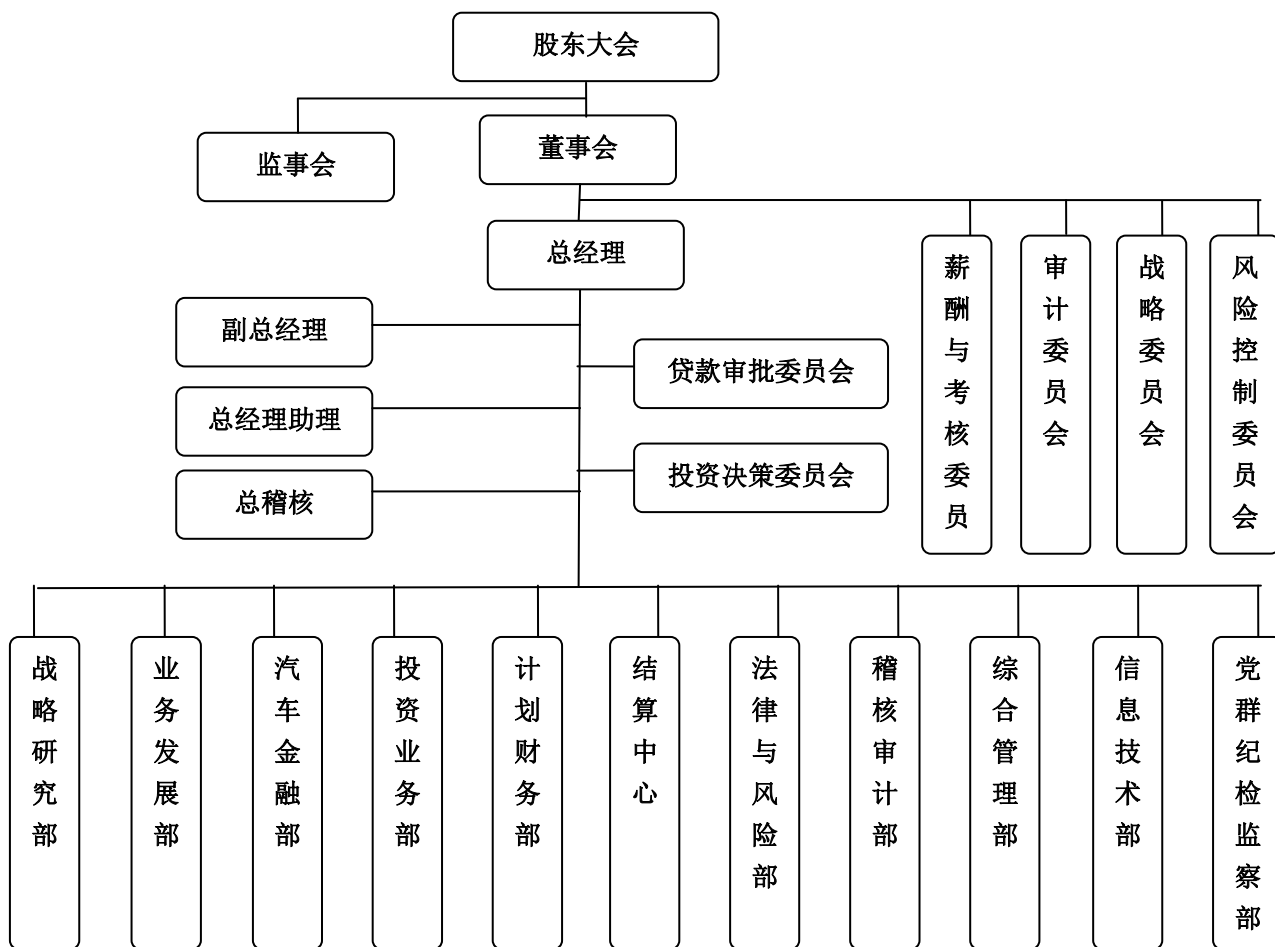 股东大会
监事会
董事会
总经理
薪酬与考核委员
审计委员会
战略委员会
风险控制委员会
副总经理
贷款审批委员会
总经理助理
投资决策委员会
总稽核
战略研究部
业务发展部
汽车金融部
投资业务部
计划财务部
结算中心
法律与风险部
稽核审计部
综合管理部
信息技术部
党群纪检监察部